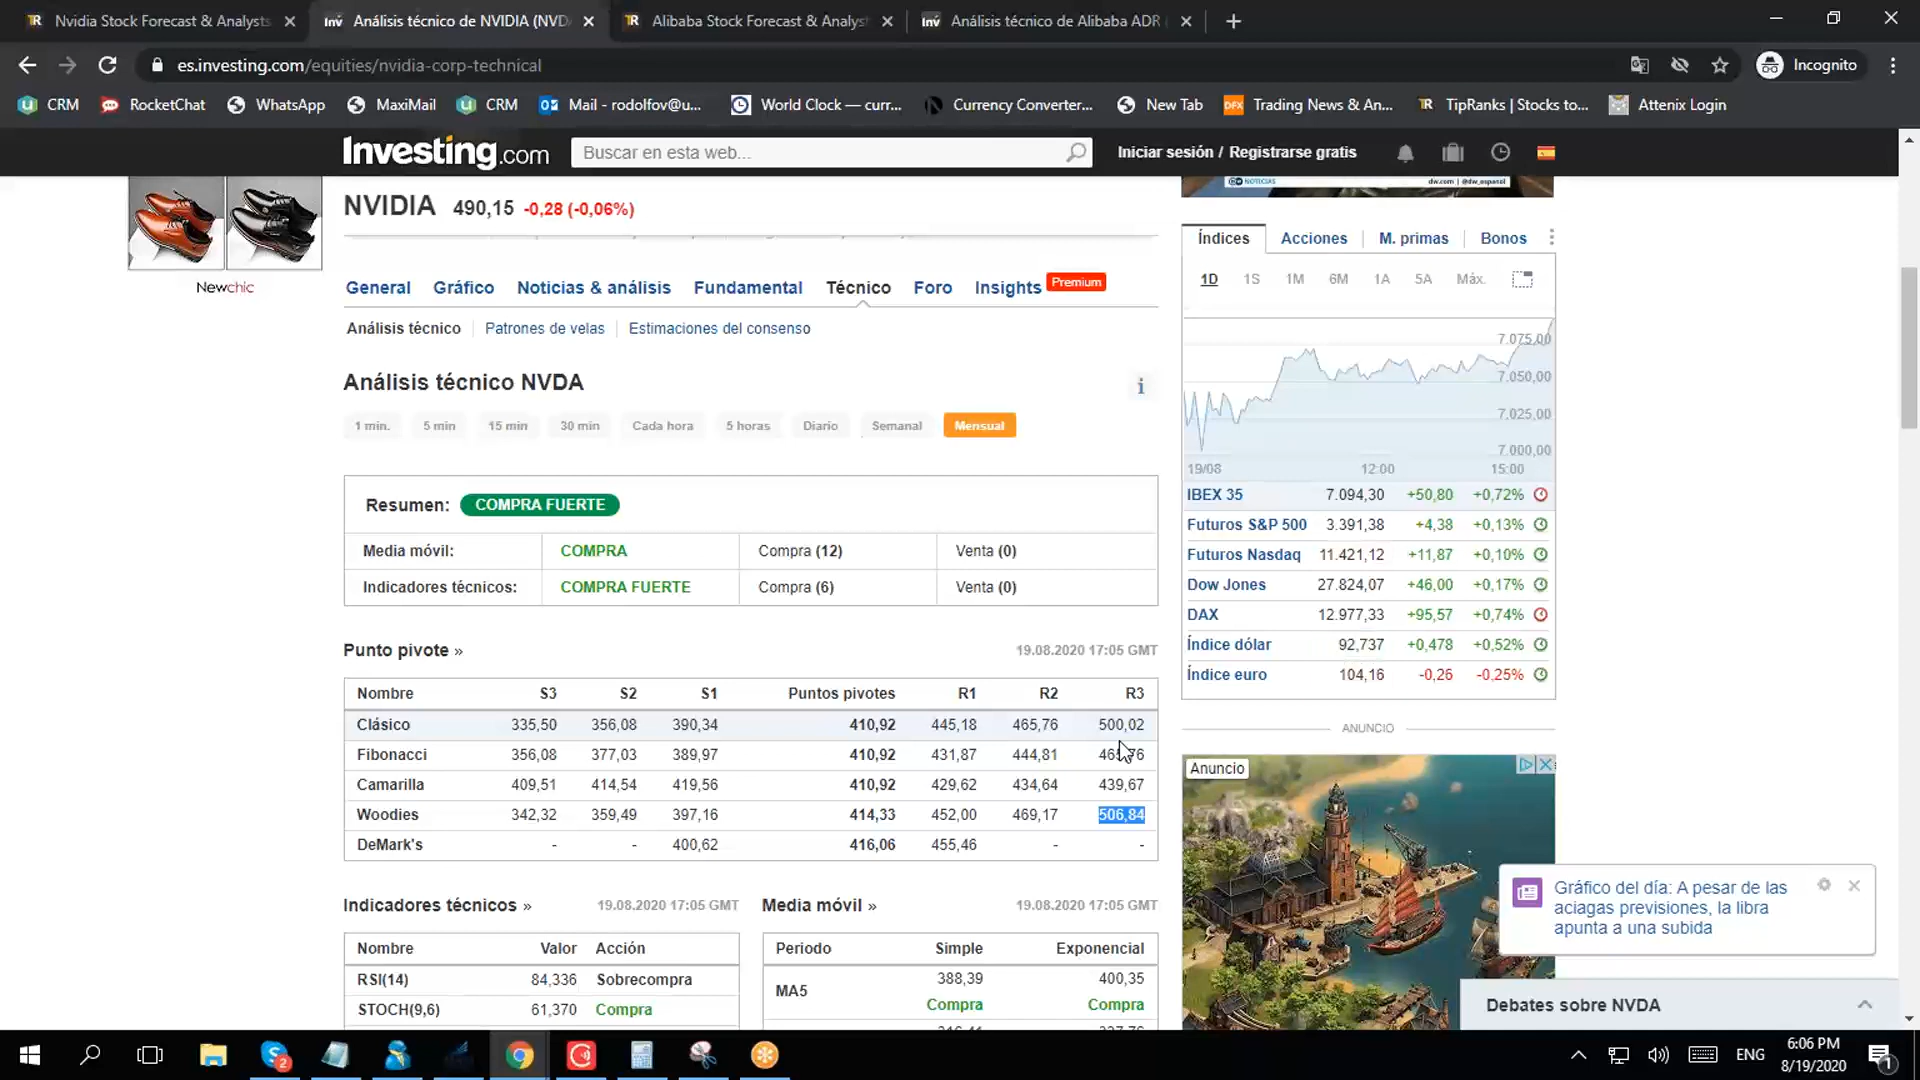 Nvidia Stock Forecast & Analysts
Análisis técnico de NVIDIA (NVD
Alibaba Stock Forecast & Analyst
Análisis técnico de Alibaba ADR
es.investing.com/equities/nvidia-corp-technical
Incognito
CRM
RocketChat
WhatsApp
MaxiMail
CRM
Mail - rodolfov@u...
World Clock — curr...
Currency Converter...
New Tab
Trading News & An...
TipRanks | Stocks to...
Attenix Login
Investing.com
Buscar en esta web...
Iniciar sesión / Registrarse gratis
NOTICIAS
dw.com | @dw_espanol
Newchic
NVIDIA 490,15 -0,28 (-0,06%)
General Gráfico Noticias & análisis Fundamental Técnico Foro Insights Premium
Análisis técnico Patrones de velas Estimaciones del consenso
Análisis técnico NVDA
1 min. 5 min 15 min 30 min Cada hora 5 horas Diario Semanal Mensual
Resumen: COMPRA FUERTE
Media móvil: COMPRA Compra (12) Venta (0)
Indicadores técnicos: COMPRA FUERTE Compra (6) Venta (0)
Punto pivote » 19.08.2020 17:05 GMT
Nombre S3 S2 S1 Puntos pivotes R1 R2 R3
Clásico 335,50 356,08 390,34 410,92 445,18 465,76 500,02
Fibonacci 356,08 377,03 389,97 410,92 431,87 444,81
Camarilla 409,51 414,54 419,56 410,92 429,62 434,64 439,67
Woodies 342,32 359,49 397,16 414,33 452,00 469,17 506,84
DeMark's - - 400,62 416,06 455,46 - -
Indicadores técnicos » 19.08.2020 17:05 GMT
Nombre Valor Acción
RSI(14) 84,336 Sobrecompra
STOCH(9,6) 61,370 Compra
Media móvil » 19.08.2020 17:05 GMT
Periodo Simple Exponencial
MA5 388,39 400,35
Compra Compra
Índices Acciones M. primas Bonos
1D 1S 1M 6M 1A 5A Máx.
7.075,00
7.050,00
7.025,00
7.000,00
19/08 12:00 15:00
IBEX 35 7.094,30 +50,80 +0,72%
Futuros S&P 500 3.391,38 +4,38 +0,13%
Futuros Nasdaq 11.421,12 +11,87 +0,10%
Dow Jones 27.824,07 +46,00 +0,17%
DAX 12.977,33 +95,57 +0,74%
Índice dólar 92,737 +0,478 +0,52%
Índice euro 104,16 -0,26 -0,25%
ANUNCIO
Anuncio
Gráfico del día: A pesar de las
aciagas previsiones, la libra
apunta a una subida
Debates sobre NVDA
2
ENG
6:06 PM
8/19/2020
1